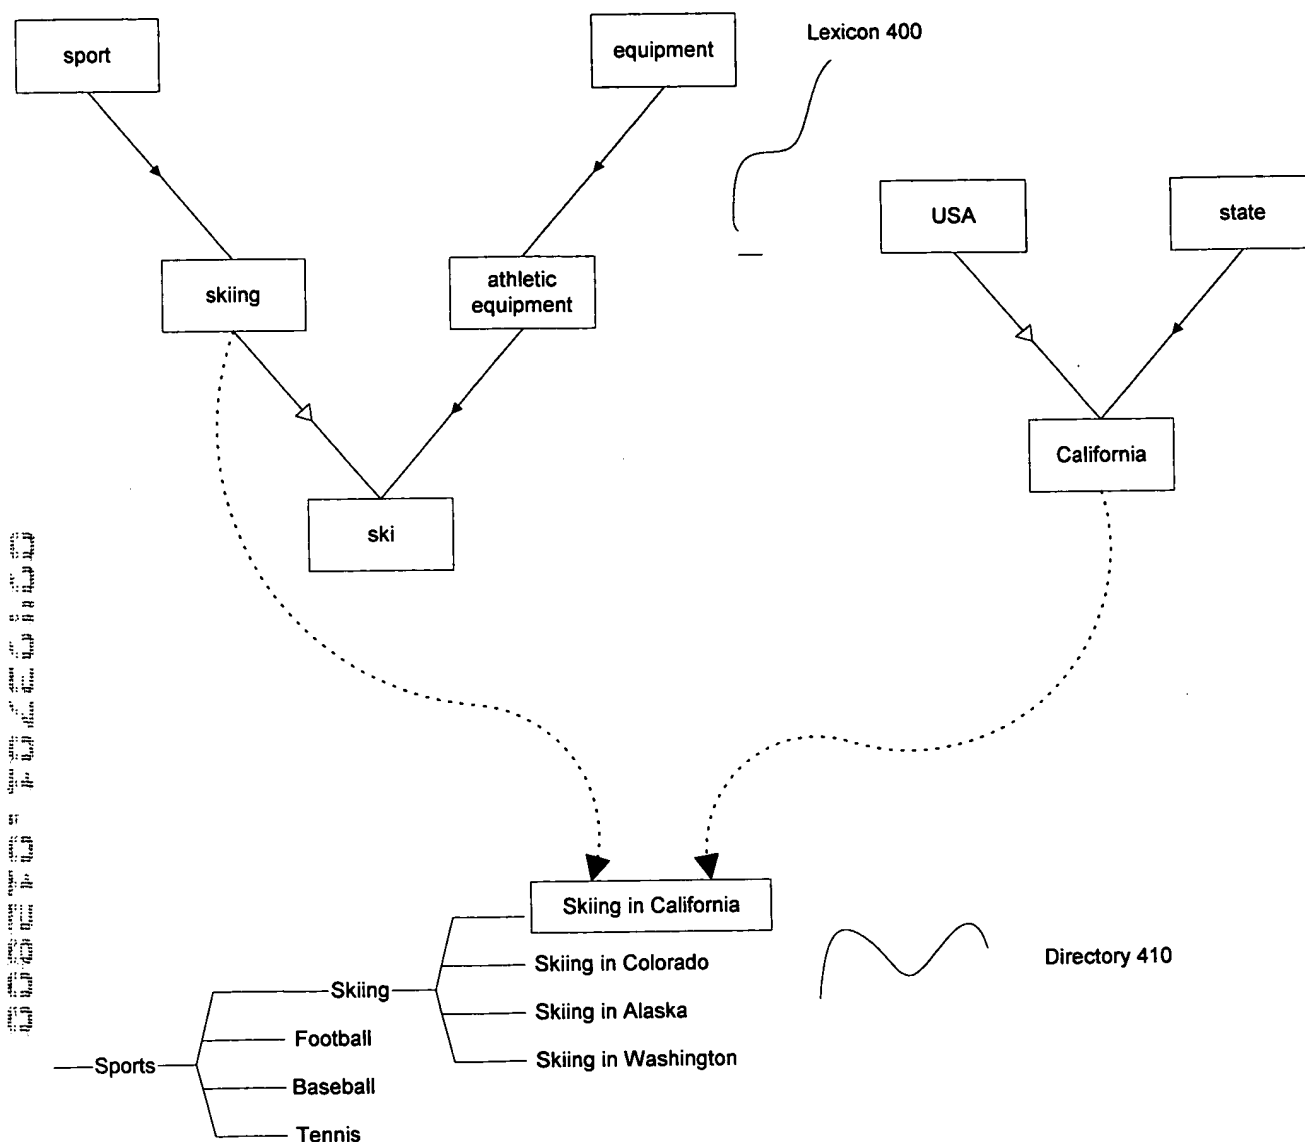 sport
equipment
Lexicon 400
USA
state
skiing
athletic
equipment
California
ski
Skiing in California
Skiing in Colorado
Directory 410
Skiing
Skiing in Alaska
Football
Skiing in Washington
Sports
Baseball
Tennis